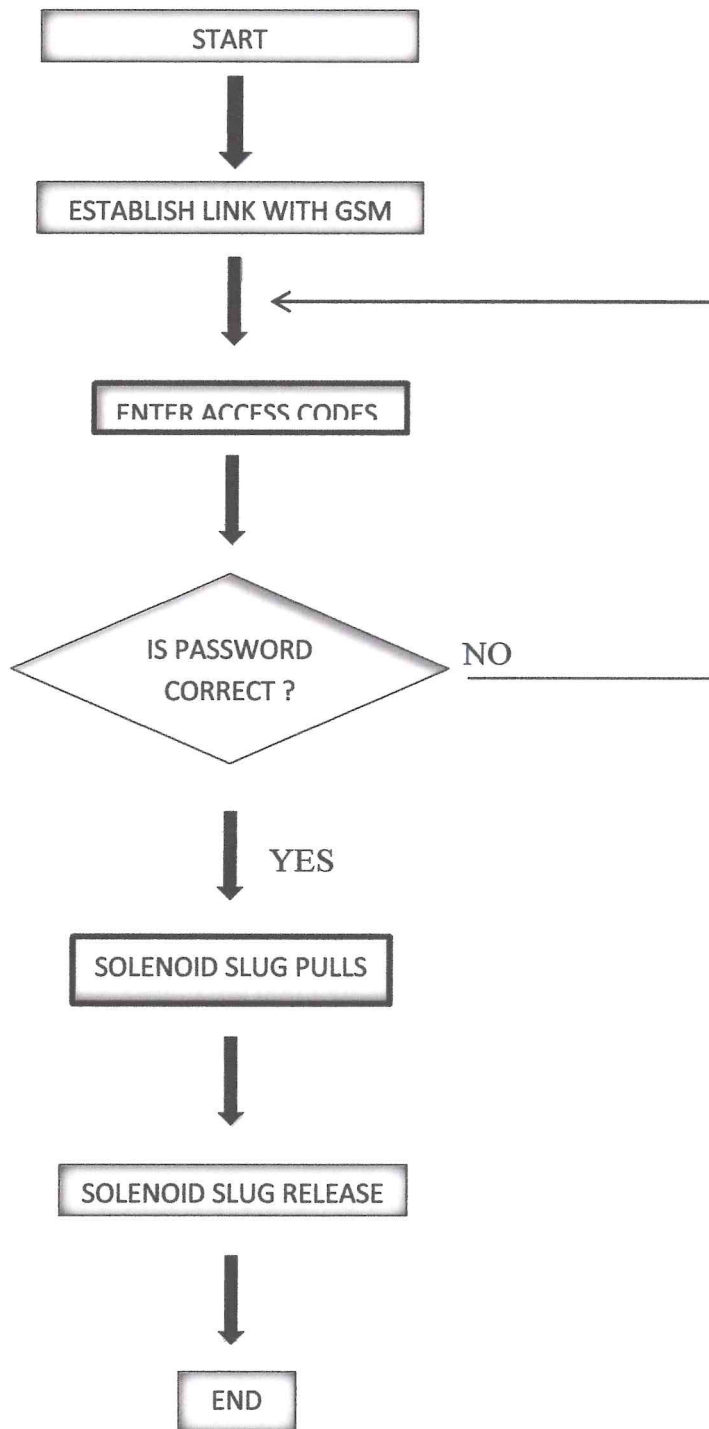 START
ESTABLISH LINK WITH GSM
ENTER ACCESS CODES
IS PASSWORD
CORRECT ?
NO
YES
SOLENOID SLUG PULLS
SOLENOID SLUG RELEASE
END